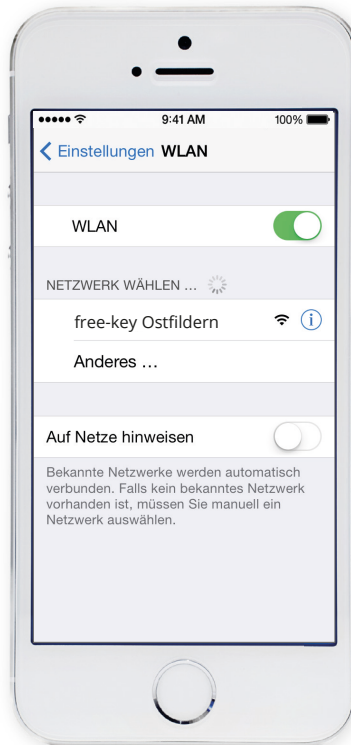 9:41 AM
100%
Einstellungen WLAN
WLAN
NETZWERK WÄHLEN ...
free-key Ostfildern
Anderes ...
Auf Netze hinweisen
Bekannte Netzwerke werden automatisch
verbunden. Falls kein bekanntes Netzwerk
vorhanden ist, müssen Sie manuell ein
Netzwerk auswählen.